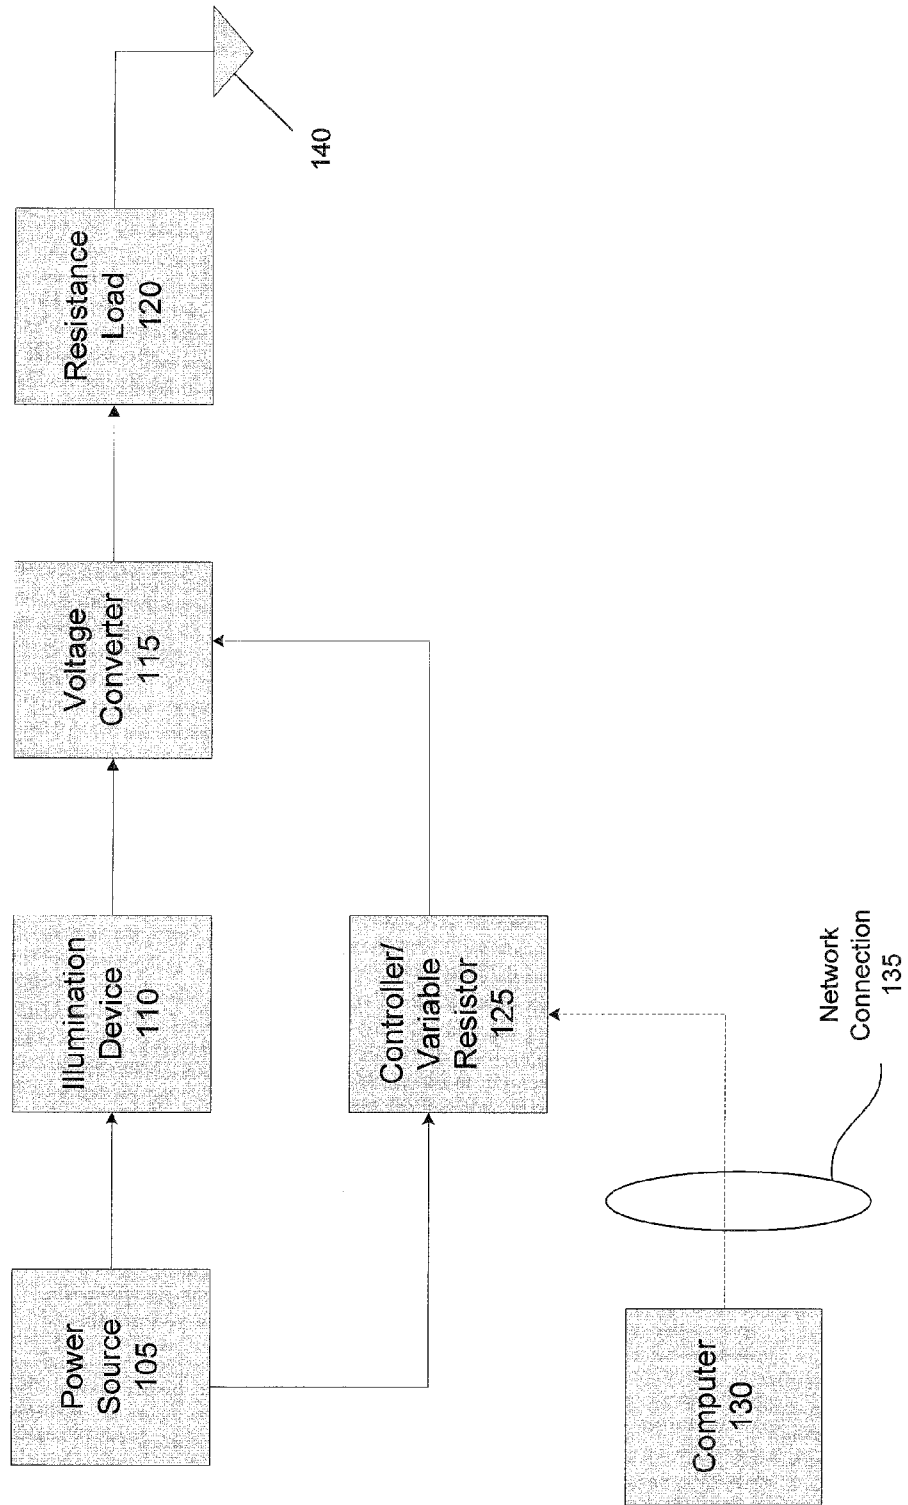 Power
Source
105
Illumination
Device
110
Voltage
Converter
115
Resistance
Load
120
140
Controller/
Variable
Resistor
125
Computer
130
Network
Connection
135